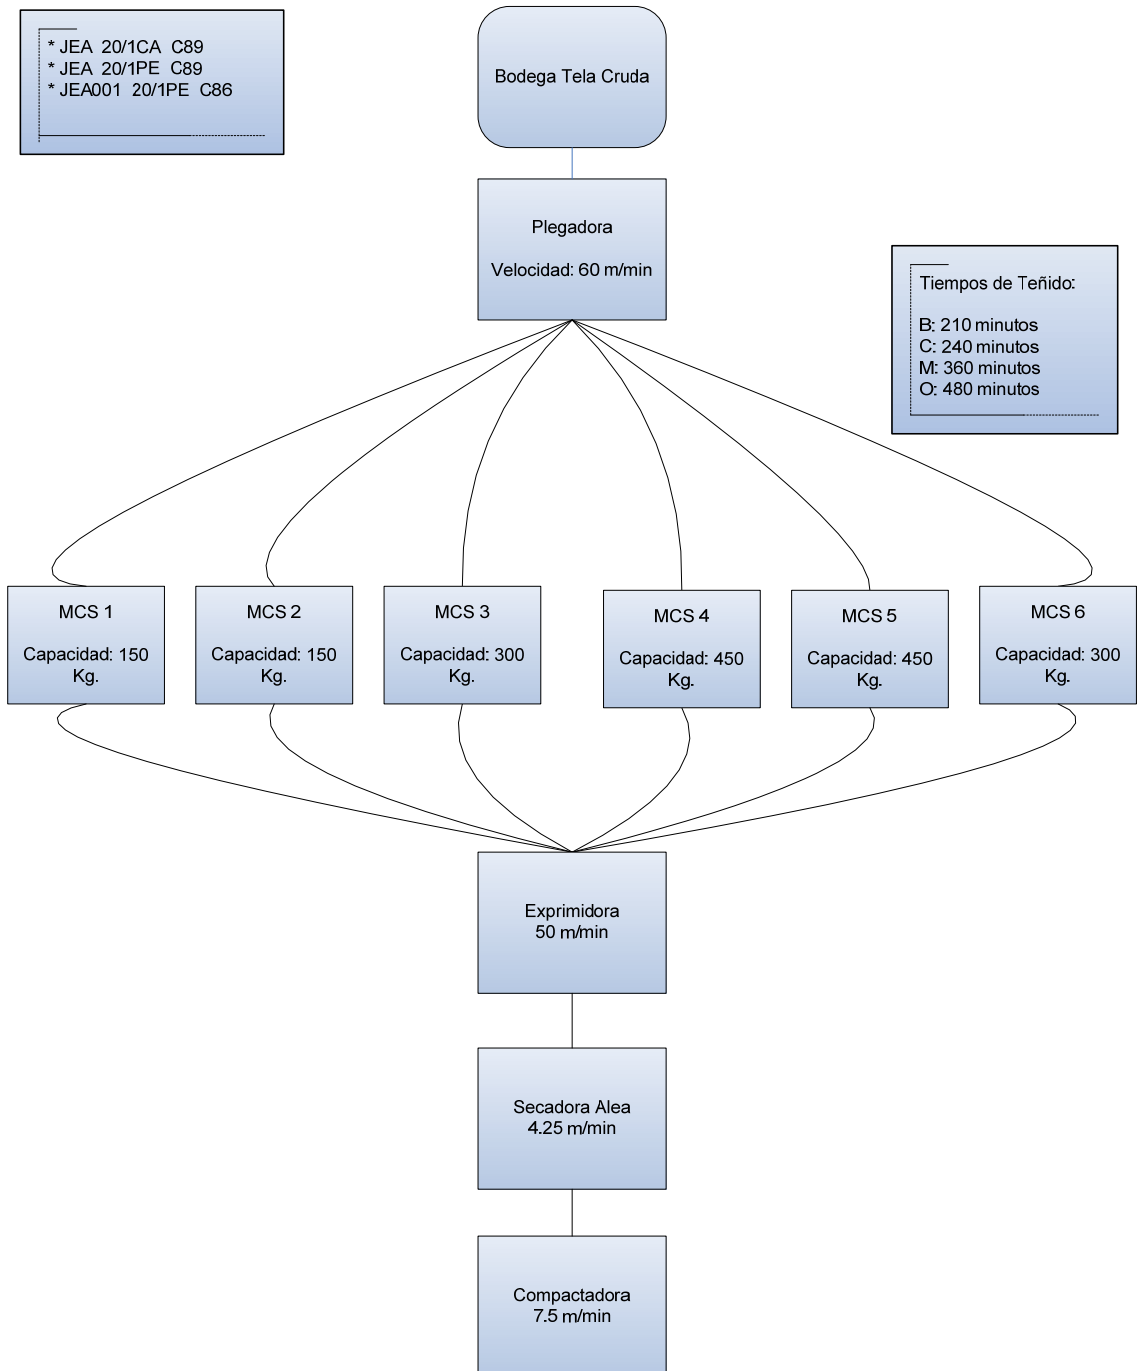 * JEA 20/1CA C89
* JEA 20/1PE C89
* JEA001 20/1PE C86
Bodega Tela Cruda
Plegadora
Velocidad: 60 m/min
Tiempos de Teñido:
B: 210 minutos
C: 240 minutos
M: 360 minutos
O: 480 minutos
MCS 1
Capacidad: 150
Kg.
MCS 2
Capacidad: 150
Kg.
MCS 3
Capacidad: 300
Kg.
MCS 4
Capacidad: 450
Kg.
MCS 5
Capacidad: 450
Kg.
MCS 6
Capacidad: 300
Kg.
Exprimidora
50 m/min
Secadora Alea
4.25 m/min
Compactadora
7.5 m/min